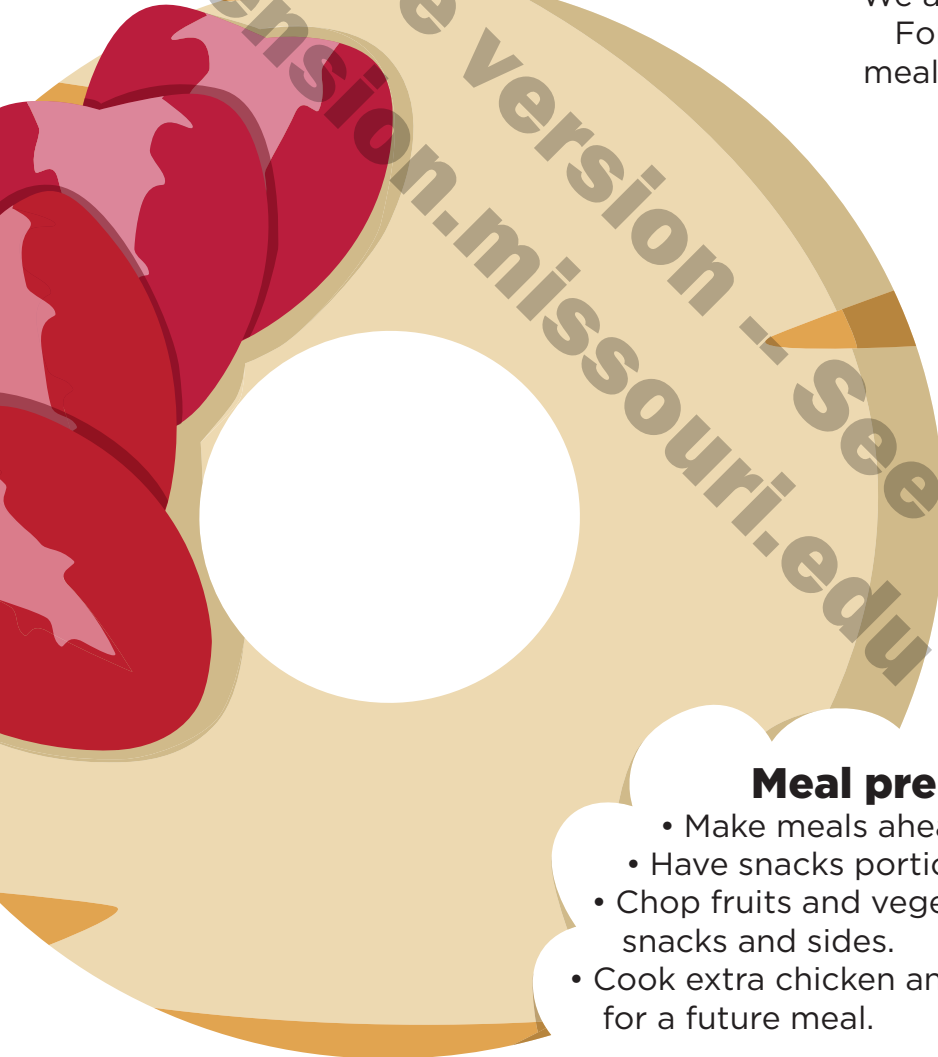 We a
Fo
meal
e version -- See
ension.missouri.edu
Meal pre
• Make meals ahea
• Have snacks portio
• Chop fruits and vege
snacks and sides.
• Cook extra chicken an
for a future meal.